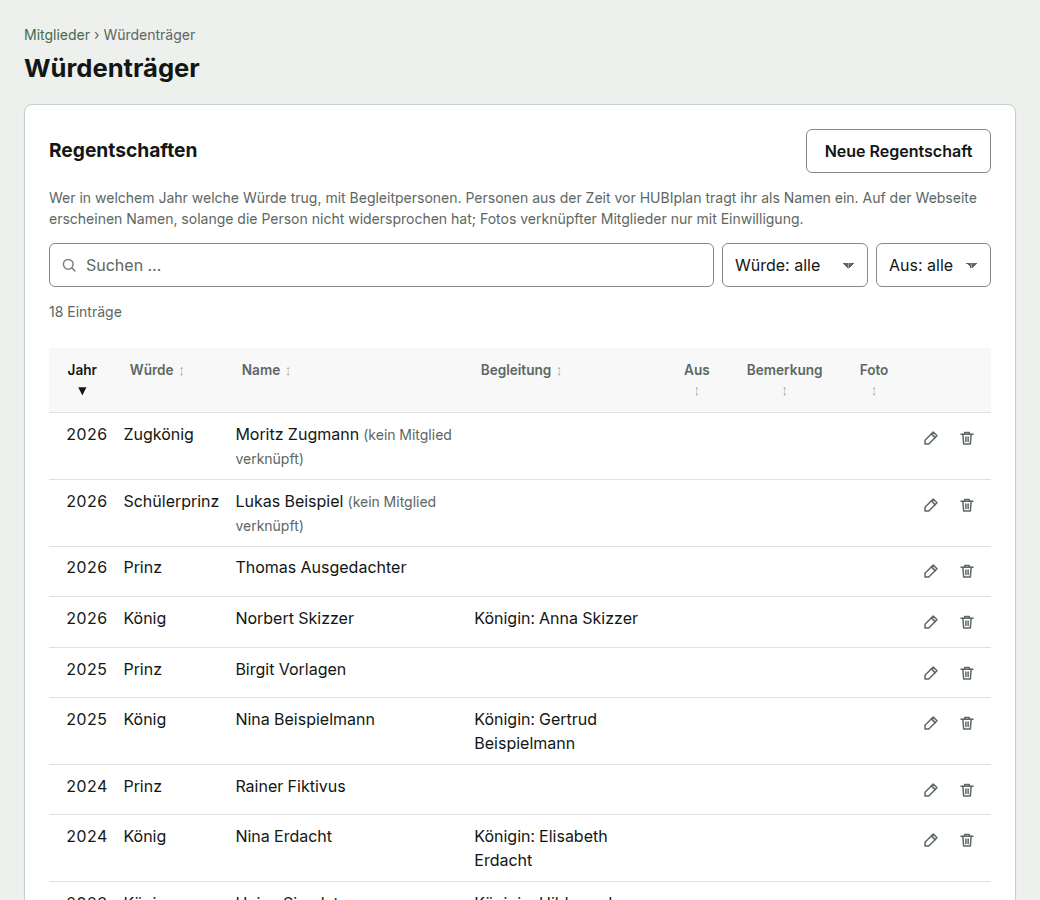 Mitglieder › Würdenträger
Würdenträger
Regentschaften
Neue Regentschaft
Wer in welchem Jahr welche Würde trug, mit Begleitpersonen. Personen aus der Zeit vor HUBIplan tragt ihr als Namen ein. Auf der Webseite
erscheinen Namen, solange die Person nicht widersprochen hat; Fotos verknüpfter Mitglieder nur mit Einwilligung.
Suchen …
Würde: alle
Aus: alle
18 Einträge
Jahr ▼ Würde ↕ Name ↕ Begleitung ↕ Aus ↕ Bemerkung ↕ Foto ↕
2026 Zugkönig Moritz Zugmann (kein Mitglied
verknüpft)
2026 Schülerprinz Lukas Beispiel (kein Mitglied
verknüpft)
2026 Prinz Thomas Ausgedachter
2026 König Norbert Skizzer Königin: Anna Skizzer
2025 Prinz Birgit Vorlagen
2025 König Nina Beispielmann Königin: Gertrud
Beispielmann
2024 Prinz Rainer Fiktivus
2024 König Nina Erdacht Königin: Elisabeth
Erdacht